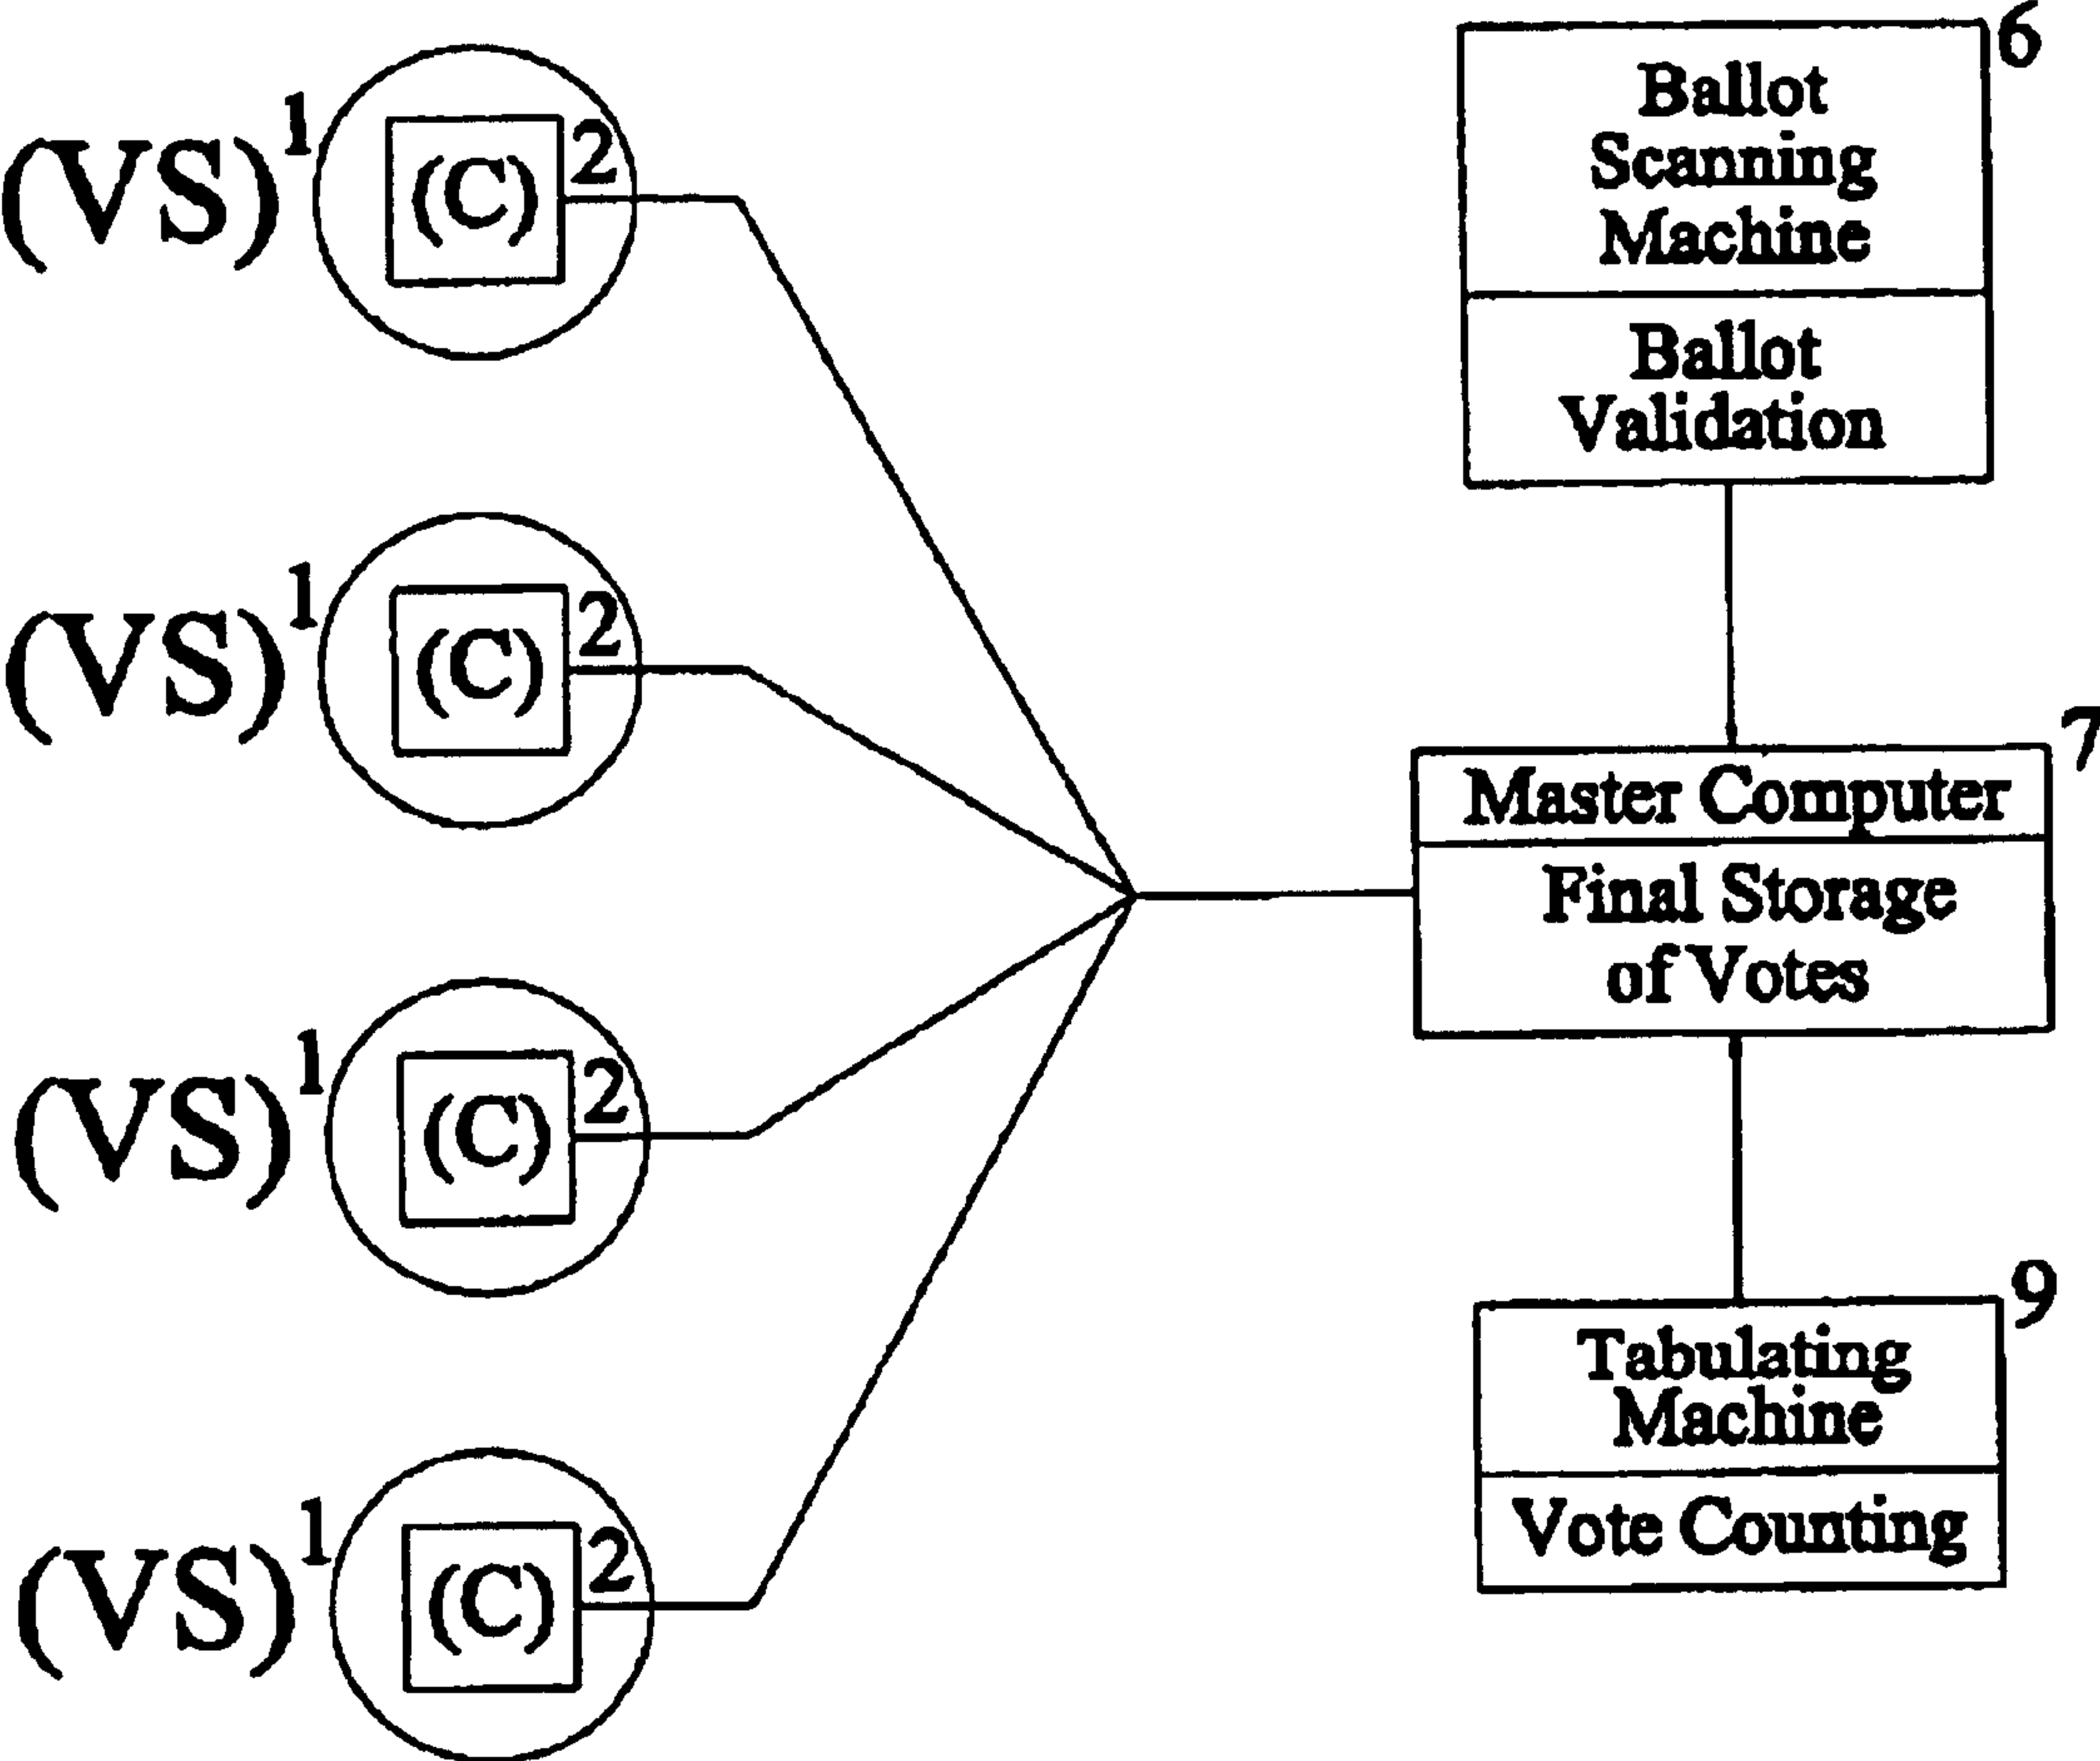 (VS)1
(C)
2
(VS)1
(C)
2
(VS)1
(C)
2
(VS)1
(C)
2
6
Ballot
Scanning
Machine
Ballot
Validation
7
Master Computer
Final Storage
of Votes
9
Tabulating
Machine
Vote Counting